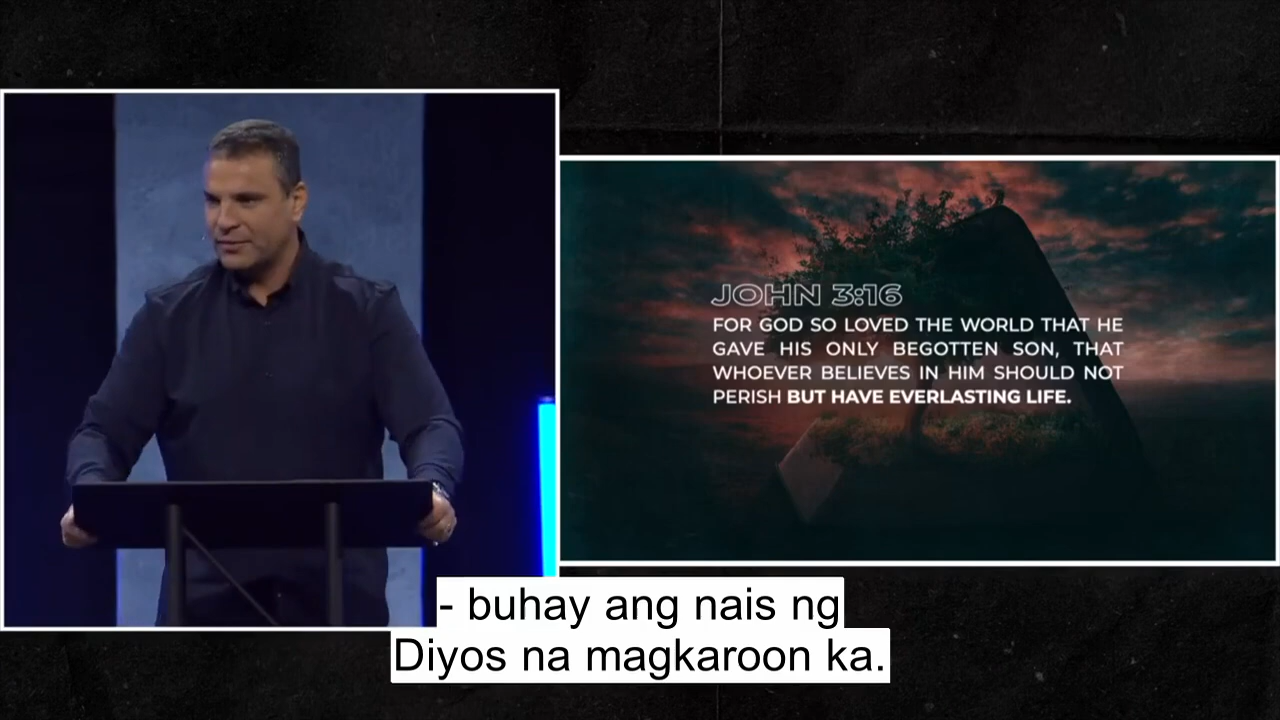 JOHN 3:16
FOR GOD SO LOVED THE WORLD THAT HE
GAVE HIS ONLY BEGOTTEN SON, THAT
WHOEVER BELIEVES IN HIM SHOULD NOT
PERISH BUT HAVE EVERLASTING LIFE.
- buhay ang nais ng
Diyos na magkaroon ka.